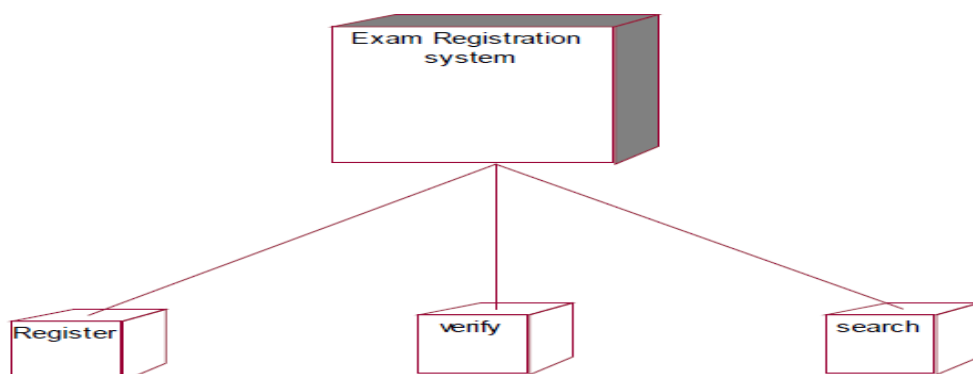 Exam Registration
system
Register
verify
search